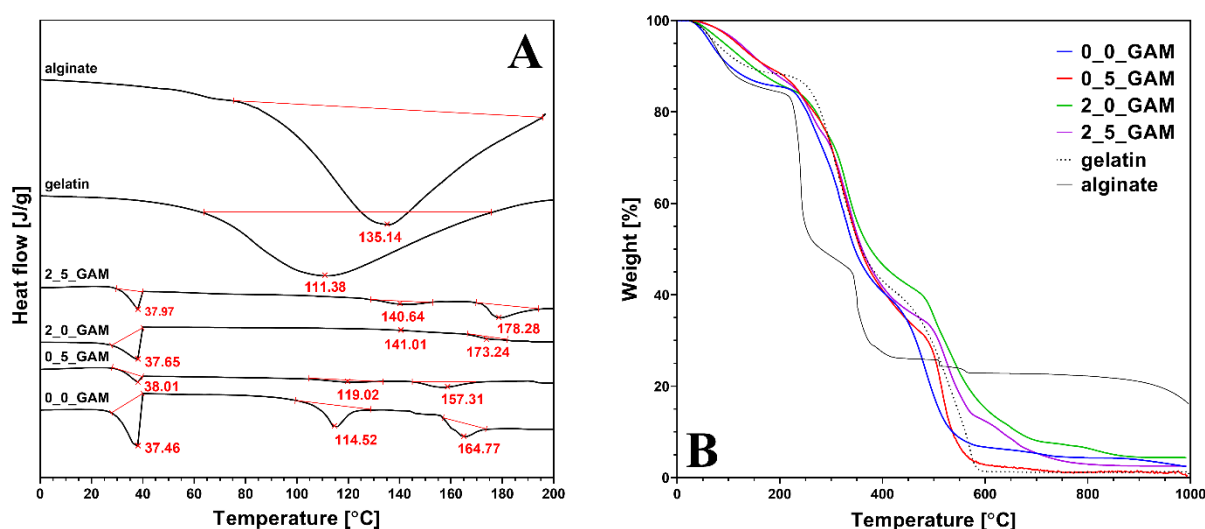 A
alginate
135.14
gelatin
111.38
2_5_GAM
37.97
140.64
178.28
2_0_GAM
37.65
141.01
173.24
0_5_GAM
38.01
119.02
157.31
0_0_GAM
37.46
114.52
164.77
Heat flow [J/g]
0 20 40 60 80 100 120 140 160 180 200
Temperature [°C]
B
0_0_GAM
0_5_GAM
2_0_GAM
2_5_GAM
gelatin
alginate
Weight [%]
100
80
60
40
20
0
0 200 400 600 800 1000
Temperature [°C]